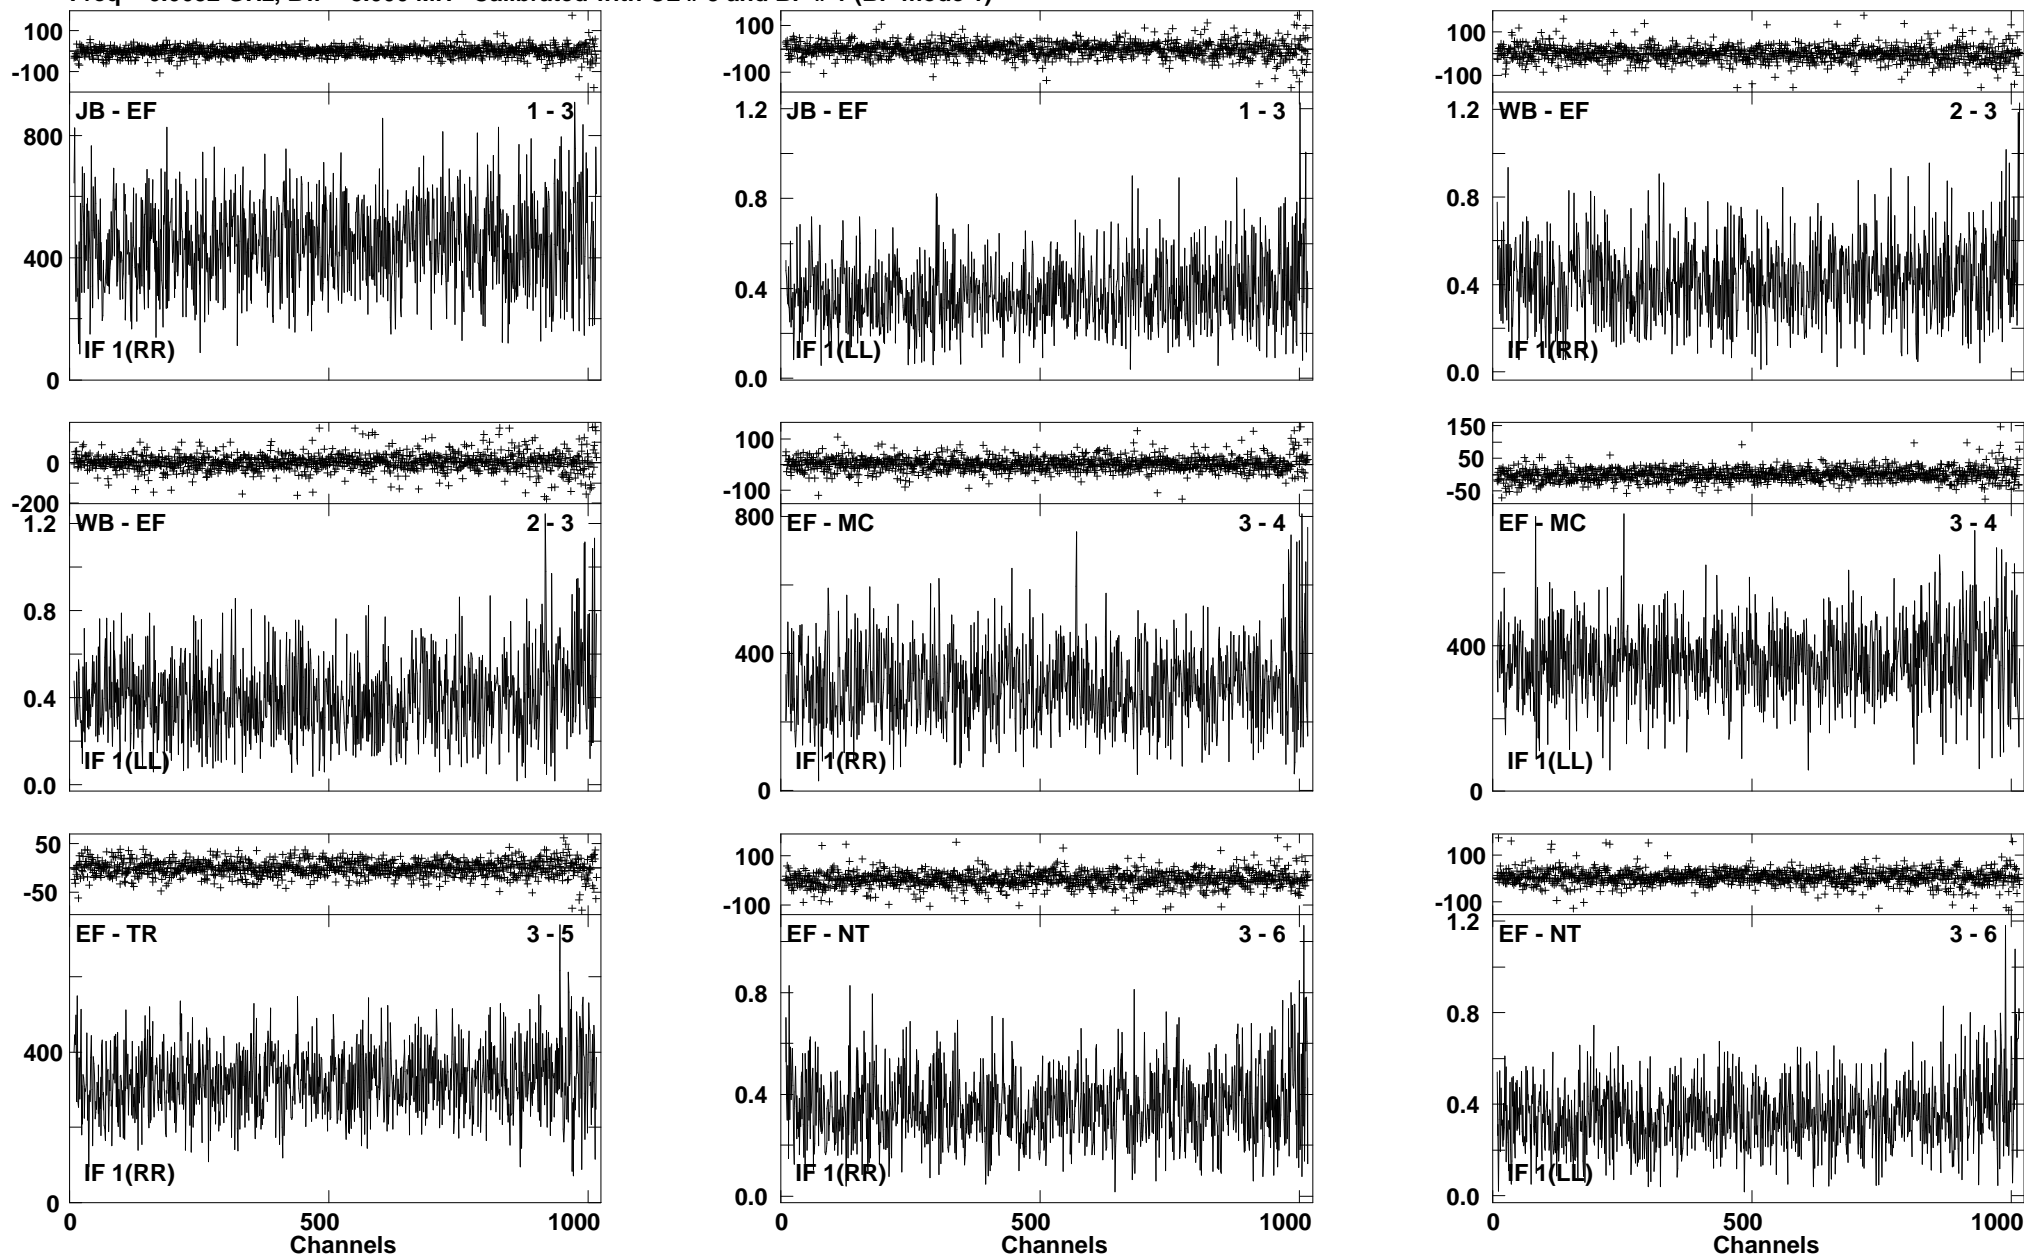 100
-100
JB - EF 1 - 3
800
400
0
IF 1(RR)
100
-100
JB - EF 1 - 3
1.2
0.8
0.4
0.0
IF 1(LL)
100
-100
WB - EF 2 - 3
1.2
0.8
0.4
0.0
IF 1(RR)
0
-200
WB - EF 2 - 3
1.2
0.8
0.4
0.0
IF 1(LL)
100
-100
EF - MC 3 - 4
800
400
0
IF 1(RR)
150
50
-50
EF - MC 3 - 4
400
0
IF 1(LL)
50
-50
EF - TR 3 - 5
400
0
IF 1(RR)
0 500 1000
Channels
100
-100
EF - NT 3 - 6
0.8
0.4
0.0
IF 1(RR)
0 500 1000
Channels
100
-100
EF - NT 3 - 6
1.2
0.8
0.4
0.0
IF 1(LL)
0 500 1000
Channels